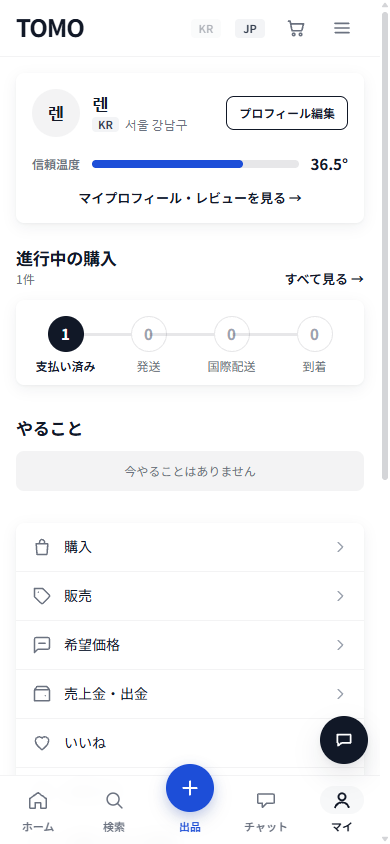 TOMO
KR
JP
렌
렌
KR 서울 강남구
プロフィール編集
信頼温度
36.5°
マイプロフィール・レビューを見る →
進行中の購入
1件
すべて見る →
1
0
0
0
支払い済み
発送
国際配送
到着
やること
今やることはありません
購入
販売
希望価格
売上金・出金
いいね
ホーム
検索
出品
チャット
マイ